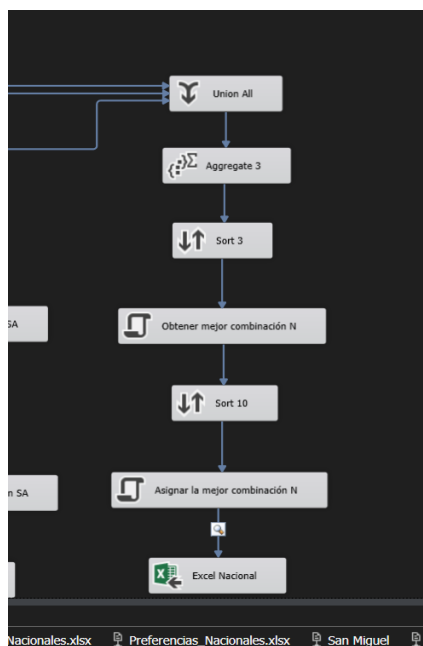 Union All
Aggregate 3
Sort 3
SA
Obtener mejor combinación N
Sort 10
n SA
Asignar la mejor combinación N
Excel Nacional
Nacionales.xlsx Preferencias_Nacionales.xlsx San Miguel